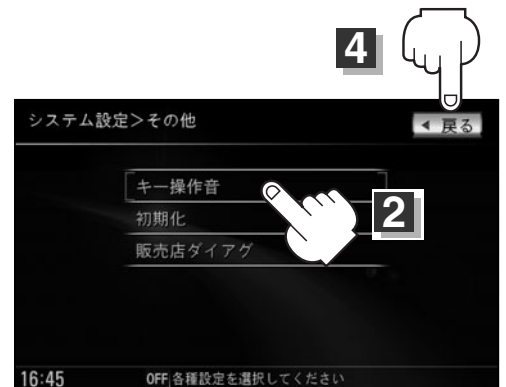 4
システム設定>その他
◀ 戻る
キー操作音
2
初期化
販売店ダイアグ
16:45 OFF 各種設定を選択してください